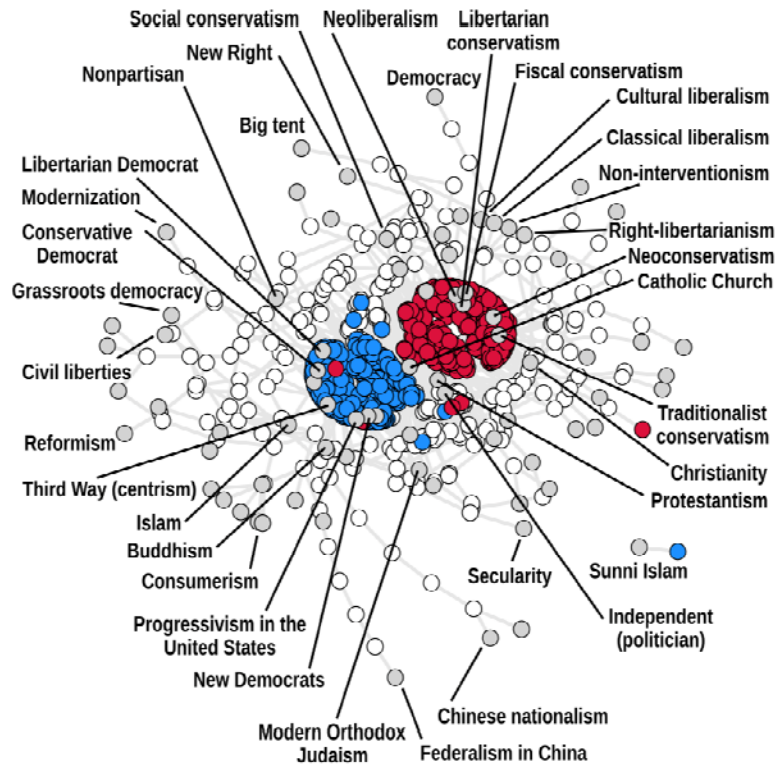 Social conservatism
Neoliberalism
Libertarian
conservatism
New Right
Nonpartisan
Democracy
Fiscal conservatism
Cultural liberalism
Big tent
Classical liberalism
Libertarian Democrat
Non-interventionism
Modernization
Conservative
Democrat
Right-libertarianism
Neoconservatism
Catholic Church
Grassroots democracy
Civil liberties
Traditionalist
conservatism
Reformism
Christianity
Third Way (centrism)
Protestantism
Islam
Buddhism
Consumerism
Secularity
Sunni Islam
Progressivism in the
United States
Independent
(politician)
New Democrats
Chinese nationalism
Modern Orthodox
Judaism
Federalism in China